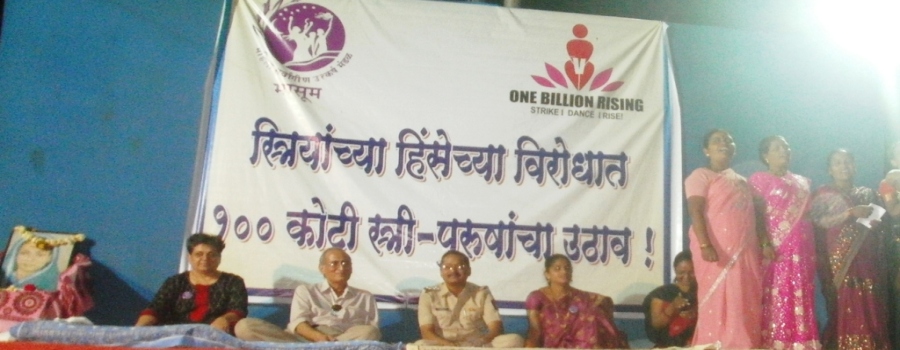 मासूम
ONE BILLION RISING
STRIKE! DANCE! RISE!
स्त्रियांच्या हिंसेच्या विरोधात
१०० कोटी स्त्री-पुरुषांचा उठाव !